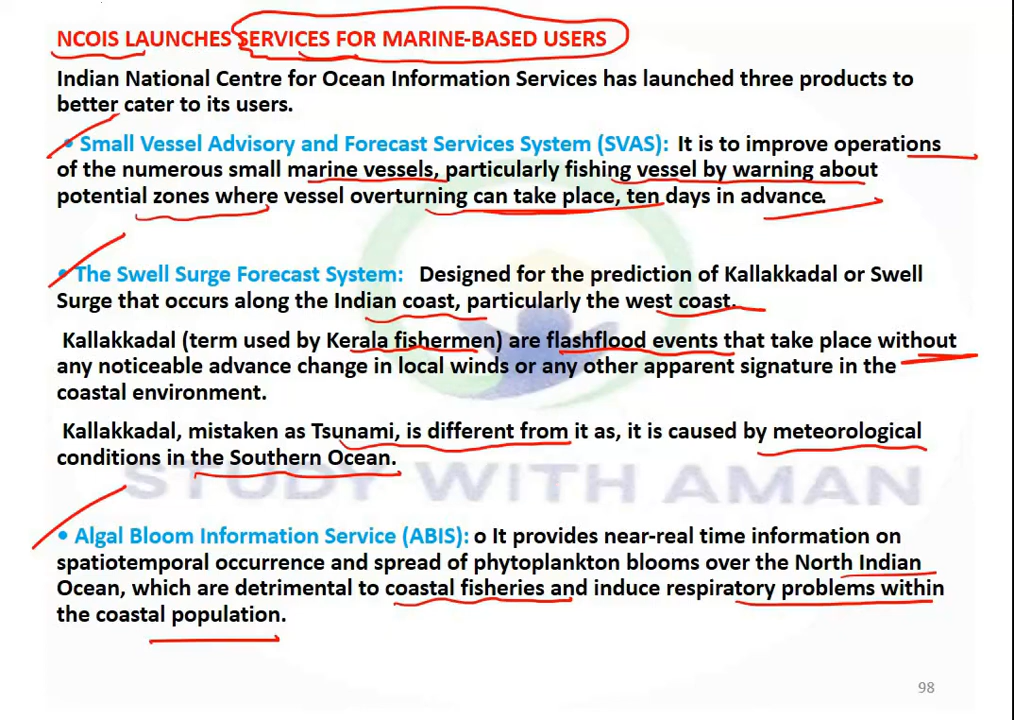 NCOIS LAUNCHES SERVICES FOR MARINE-BASED USERS
Indian National Centre for Ocean Information Services has launched three products to
better cater to its users.
• Small Vessel Advisory and Forecast Services System (SVAS): It is to improve operations
of the numerous small marine vessels, particularly fishing vessel by warning about
potential zones where vessel overturning can take place, ten days in advance.
• The Swell Surge Forecast System: Designed for the prediction of Kallakkadal or Swell
Surge that occurs along the Indian coast, particularly the west coast.
Kallakkadal (term used by Kerala fishermen) are flashflood events that take place without
any noticeable advance change in local winds or any other apparent signature in the
coastal environment.
Kallakkadal, mistaken as Tsunami, is different from it as, it is caused by meteorological
conditions in the Southern Ocean.
STUDY WITH AMAN
• Algal Bloom Information Service (ABIS): o It provides near-real time information on
spatiotemporal occurrence and spread of phytoplankton blooms over the North Indian
Ocean, which are detrimental to coastal fisheries and induce respiratory problems within
the coastal population.
98